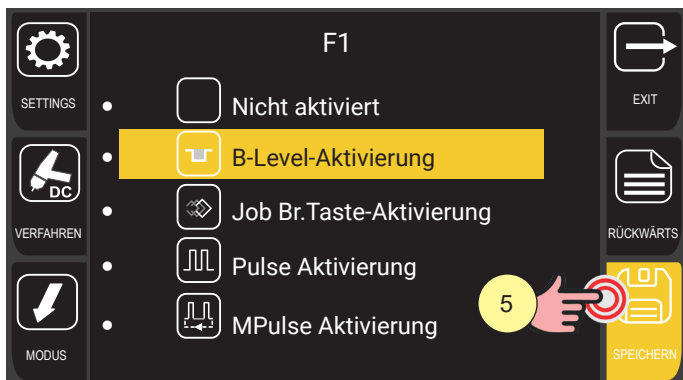 F1
SETTINGS
DC
VERFAHREN
MODUS
Nicht aktiviert
B-Level-Aktivierung
Job Br.Taste-Aktivierung
Pulse Aktivierung
MPulse Aktivierung
5
EXIT
RÜCKWÄRTS
SPEICHERN